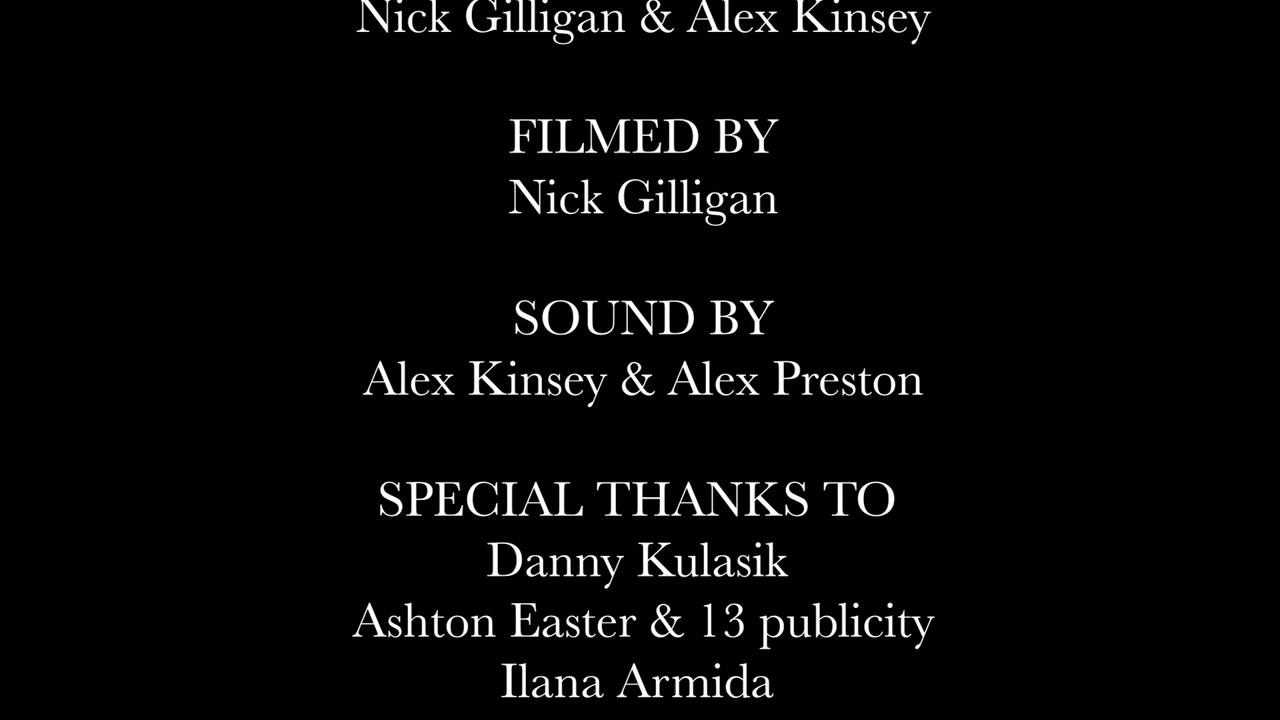 Nick Gilligan & Alex Kinsey
FILMED BY
Nick Gilligan
SOUND BY
Alex Kinsey & Alex Preston
SPECIAL THANKS TO
Danny Kulasik
Ashton Easter & 13 publicity
Ilana Armida